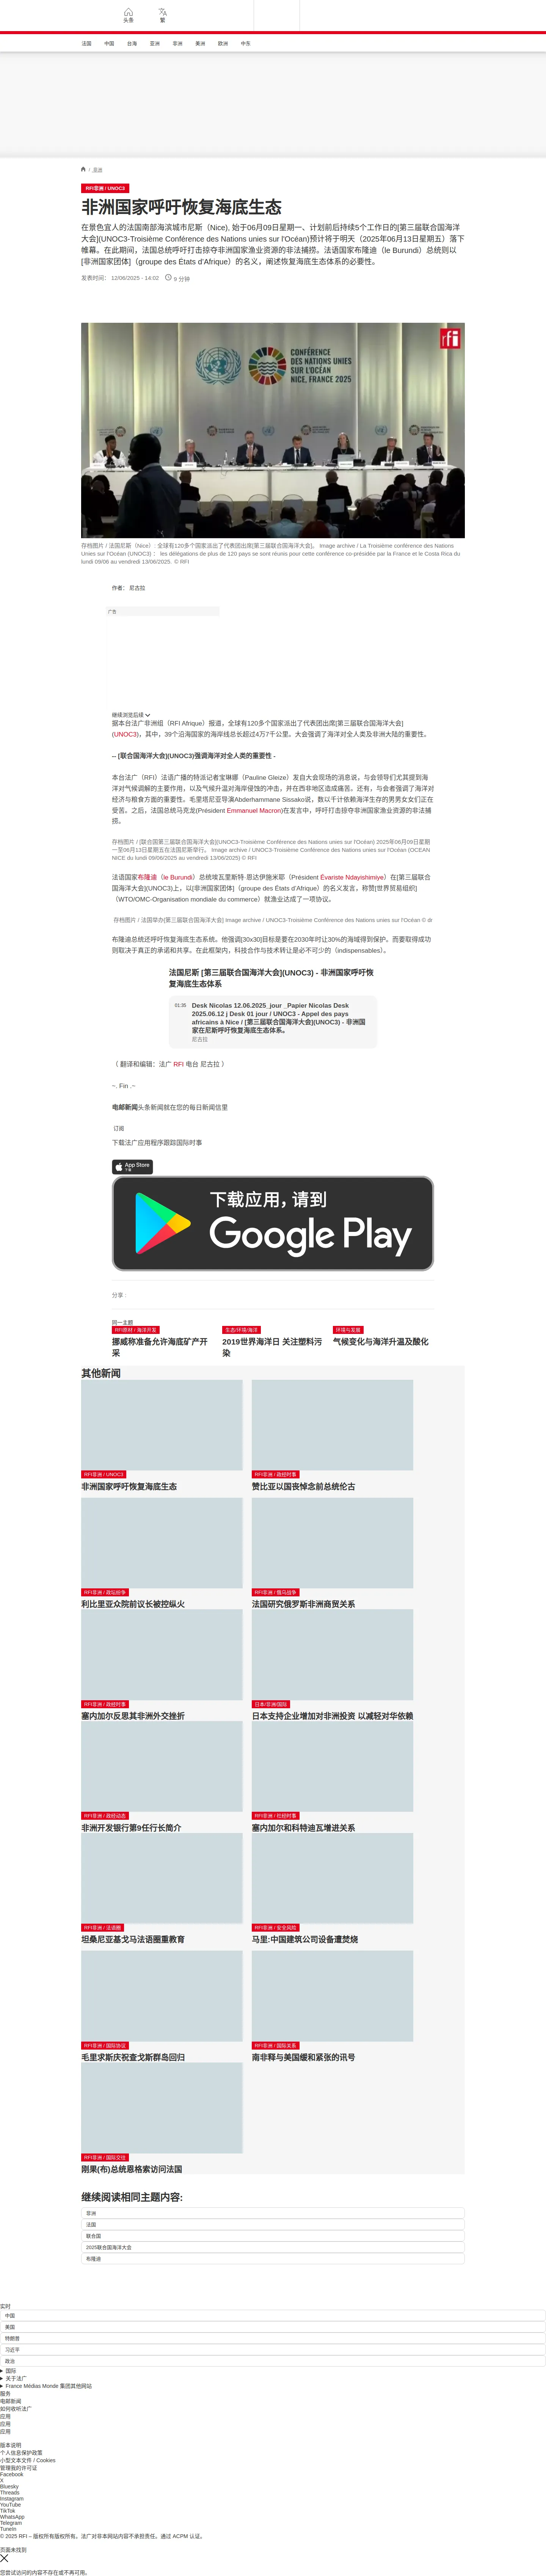 头条
繁
法国
中国
台海
亚洲
非洲
美洲
欧洲
中东
/ 非洲
RFI非洲 / UNOC3
非洲国家呼吁恢复海底生态
在景色宜人的法国南部海滨城市尼斯（Nice), 始于06月09日星期一、计划前后持续5个工作日的[第三届联合国海洋
大会](UNOC3-Troisième Conférence des Nations unies sur l'Océan)预计将于明天（2025年06月13日星期五）落下
帷幕。在此期间，法国总统呼吁打击掠夺非洲国家渔业资源的非法捕捞。法语国家布隆迪（le Burundi）总统则以
[非洲国家团体]（groupe des États d'Afrique）的名义，阐述恢复海底生态体系的必要性。
发表时间： 12/06/2025 - 14:02
9 分钟
rfi
CONFÉRENCE
DES NATIONS UNIES
SUR L'OCÉAN
NICE, FRANCE 2025
存档图片 / 法国尼斯（Nice）: 全球有120多个国家派出了代表团出席[第三届联合国海洋大会]。 Image archive / La Troisième conférence des Nations
Unies sur l'Océan (UNOC3) ： les délégations de plus de 120 pays se sont réunis pour cette conférence co-présidée par la France et le Costa Rica du
lundi 09/06 au vendredi 13/06/2025. © RFI
作者： 尼古拉
广告
继续浏览后续
据本台法广非洲组（RFI Afrique）报道，全球有120多个国家派出了代表团出席[第三届联合国海洋大会]
(UNOC3)，其中，39个沿海国家的海岸线总长超过4万7千公里。大会强调了海洋对全人类及非洲大陆的重要性。
-- [联合国海洋大会](UNOC3)强调海洋对全人类的重要性 -
本台法广（RFI）法语广播的特派记者宝琳娜（Pauline Gleize）发自大会现场的消息说，与会领导们尤其提到海
洋对气候调解的主要作用，以及气候升温对海岸侵蚀的冲击，并在西非地区造成痛苦。还有，与会者强调了海洋对
经济与粮食方面的重要性。毛里塔尼亚导演Abderhammane Sissako说，数以千计依赖海洋生存的男男女女们正在
受苦。之后，法国总统马克龙(Président Emmanuel Macron)在发言中，呼吁打击掠夺非洲国家渔业资源的非法捕
捞。
存档图片 / [联合国第三届联合国海洋大会](UNOC3-Troisième Conférence des Nations unies sur l'Océan) 2025年06月09日星期
一至06月13日星期五在法国尼斯举行。 Image archive / UNOC3-Troisième Conférence des Nations unies sur l'Océan (OCEAN
NICE du lundi 09/06/2025 au vendredi 13/06/2025) © RFI
法语国家布隆迪（le Burundi）总统埃瓦里斯特·恩达伊施米耶（Président Évariste Ndayishimiye）在[第三届联合
国海洋大会](UNOC3)上，以[非洲国家团体]（groupe des États d'Afrique）的名义发言，称赞[世界贸易组织]
（WTO/OMC-Organisation mondiale du commerce）就渔业达成了一项协议。
存档图片 / 法国举办[第三届联合国海洋大会] Image archive / UNOC3-Troisième Conférence des Nations unies sur l'Océan © dr
布隆迪总统还呼吁恢复海底生态系统。他强调[30x30]目标是要在2030年时让30%的海域得到保护。而要取得成功
则取决于真正的承诺和共享。在此框架内，科技合作与技术转让是必不可少的（indispensables）。
法国尼斯 [第三届联合国海洋大会](UNOC3) - 非洲国家呼吁恢
复海底生态体系
01:35
Desk Nicolas 12.06.2025_jour _Papier Nicolas Desk
2025.06.12 j Desk 01 jour / UNOC3 - Appel des pays
africains à Nice / [第三届联合国海洋大会](UNOC3) - 非洲国
家在尼斯呼吁恢复海底生态体系。
尼古拉
（ 翻译和编辑：法广 RFI 电台 尼古拉 ）
~. Fin .~
电邮新闻头条新闻就在您的每日新闻信里
订阅
下载法广应用程序跟踪国际时事
App Store
下载
下载应用，请到
Google Play
分享 :
同一主题
RFI原材 / 海洋开发
挪威称准备允许海底矿产开
采
生态/环境/海洋
2019世界海洋日 关注塑料污
染
环境与发展
气候变化与海洋升温及酸化
其他新闻
RFI非洲 / UNOC3
非洲国家呼吁恢复海底生态
RFI非洲 / 政经时事
赞比亚以国丧悼念前总统伦古
RFI非洲 / 政坛纷争
利比里亚众院前议长被控纵火
RFI非洲 / 俄乌战争
法国研究俄罗斯非洲商贸关系
RFI非洲 / 政经时事
塞内加尔反思其非洲外交挫折
日本/非洲/国际
日本支持企业增加对非洲投资 以减轻对华依赖
RFI非洲 / 政经动态
非洲开发银行第9任行长简介
RFI非洲 / 社经时事
塞内加尔和科特迪瓦增进关系
RFI非洲 / 法语圈
坦桑尼亚基戈马法语圈重教育
RFI非洲 / 安全风险
马里:中国建筑公司设备遭焚烧
RFI非洲 / 国际协议
毛里求斯庆祝查戈斯群岛回归
RFI非洲 / 国际关系
南非释与美国缓和紧张的讯号
RFI非洲 / 国际交往
刚果(布)总统恩格索访问法国
继续阅读相同主题内容:
非洲
法国
联合国
2025联合国海洋大会
布隆迪
实时
中国
美国
特朗普
习近平
政治
国际
关于法广
France Médias Monde 集团其他网站
服务
电邮新闻
如何收听法广
应用
应用
应用
版本说明
个人信息保护政策
小型文本文件 / Cookies
管理我的许可证
Facebook
X
Bluesky
Threads
Instagram
YouTube
TikTok
WhatsApp
Telegram
TuneIn
© 2025 RFI – 版权所有版权所有。法广对非本网站内容不承担责任。通过 ACPM 认证。
页面未找到
您尝试访问的内容不存在或不再可用。